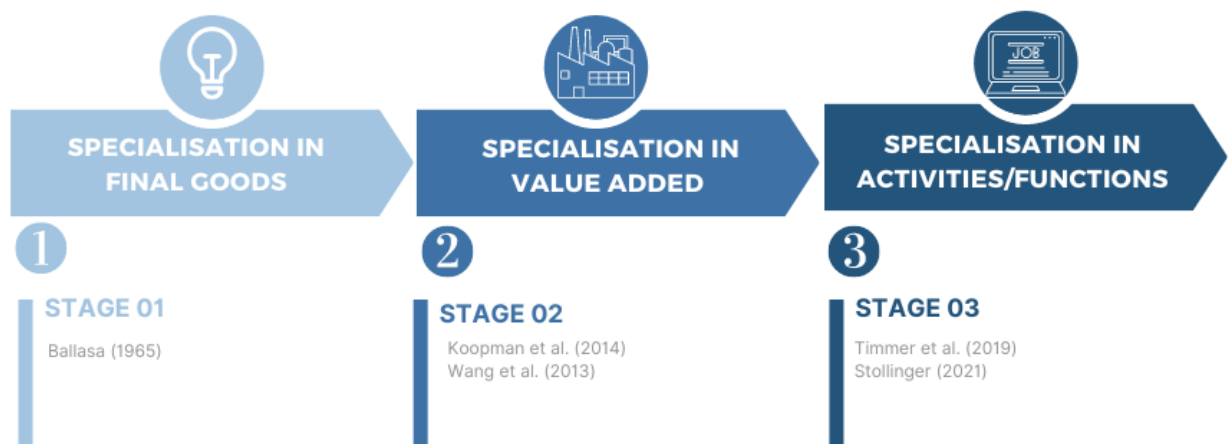 JOB
SPECIALISATION IN
FINAL GOODS
SPECIALISATION IN
VALUE ADDED
SPECIALISATION IN
ACTIVITIES/FUNCTIONS
1
STAGE 01
Ballasa (1965)
2
STAGE 02
Koopman et al. (2014)
Wang et al. (2013)
3
STAGE 03
Timmer et al. (2019)
Stollinger (2021)